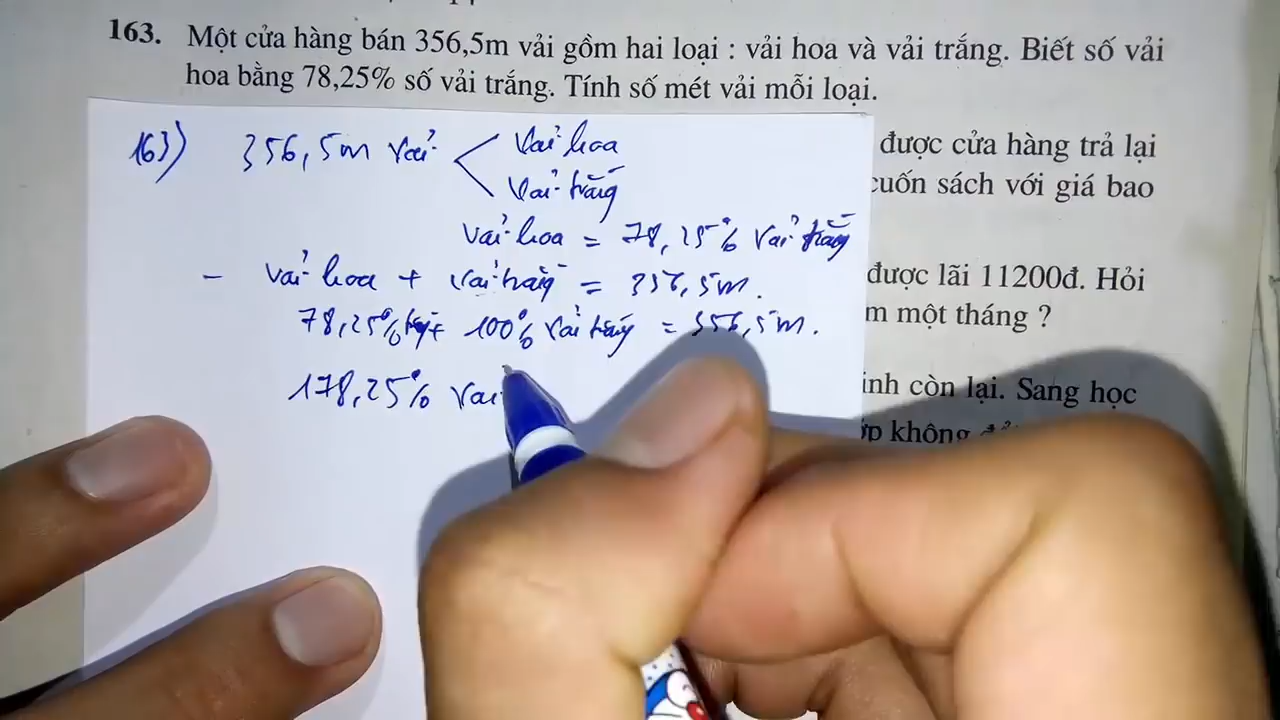 163. Một cửa hàng bán 356,5m vải gồm hai loại : vải hoa và vải trắng. Biết số vải
hoa bằng 78,25% số vải trắng. Tính số mét vải mỗi loại.
163) 356,5m vải < vải hoa
vải trắng
vải hoa = 78,25% vải trắng
được cửa hàng trả lại
cuốn sách với giá bao
- vải hoa + vải trắng = 356,5m.
được lãi 11200đ. Hỏi
78,25% + 100% vải trắng = 356,5m.
m một tháng ?
178,25% vải
inh còn lại. Sang học
ớp không